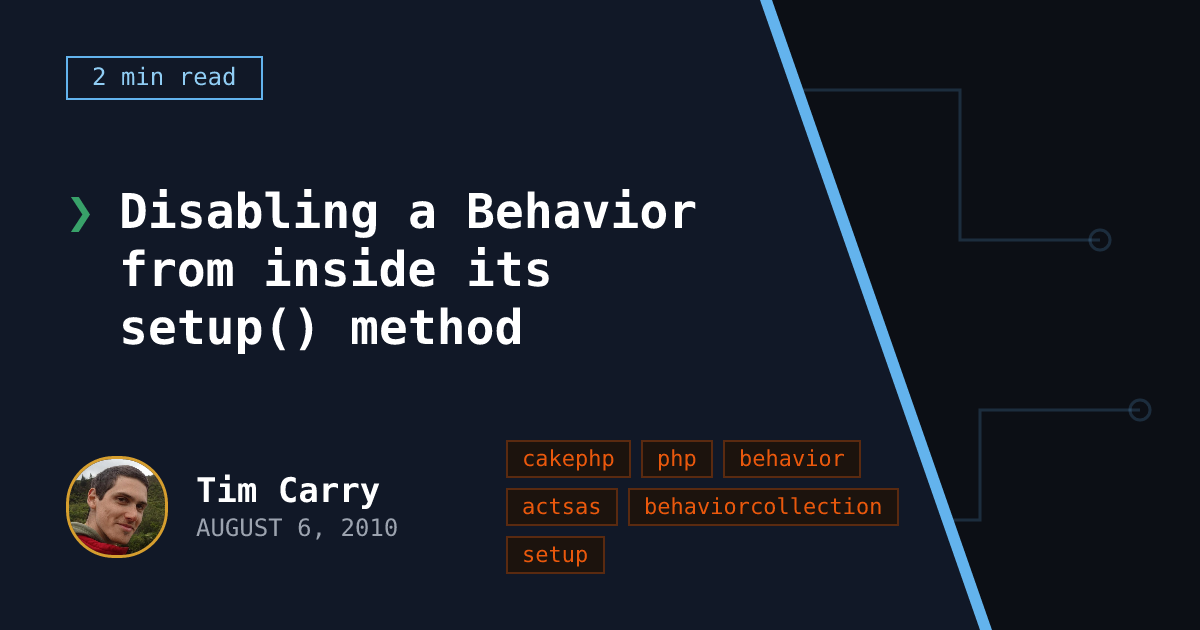 2 min read
❯ Disabling a Behavior
from inside its
setup() method
Tim Carry
AUGUST 6, 2010
cakephp php behavior
actsas behaviorcollection
setup